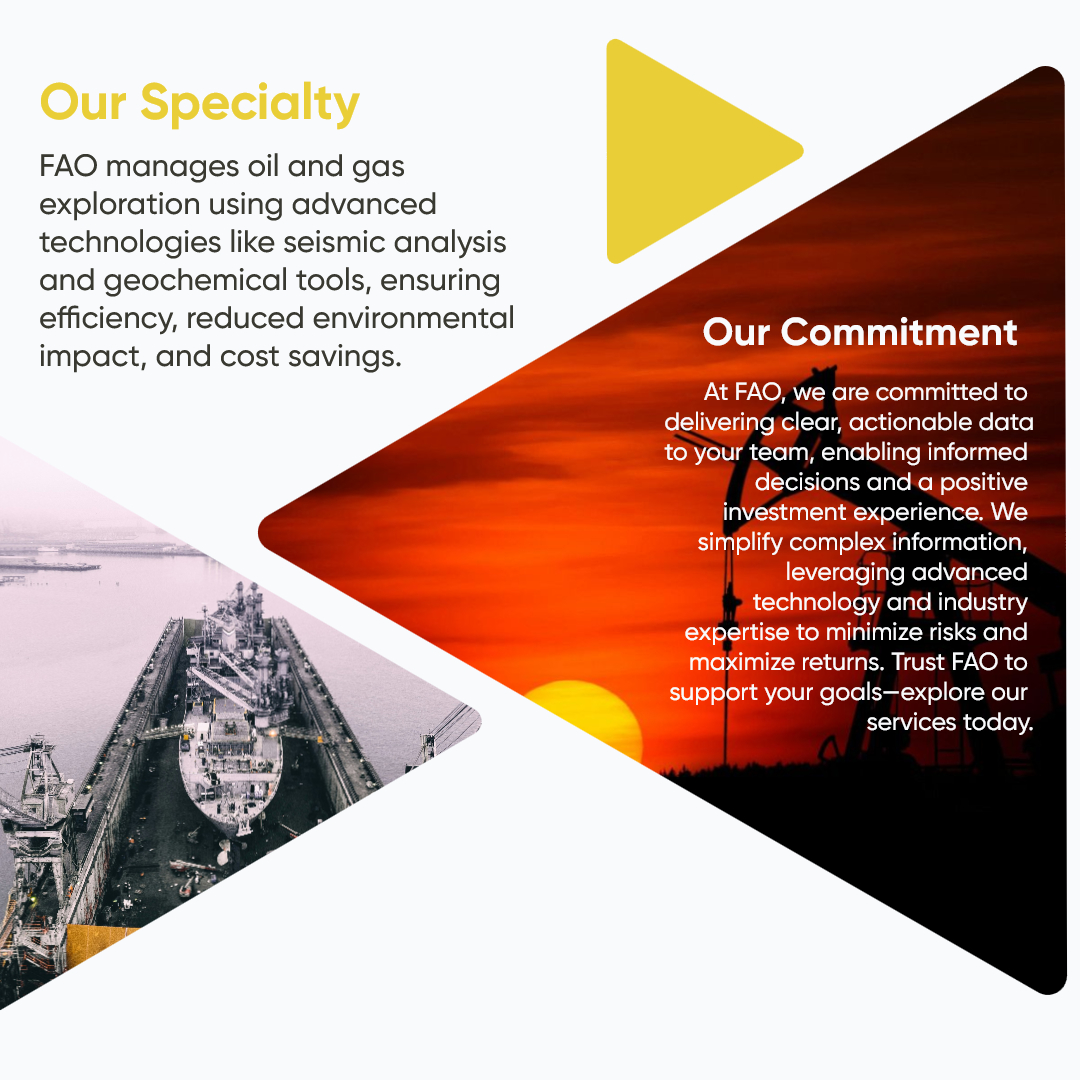 Our Specialty
FAO manages oil and gas
exploration using advanced
technologies like seismic analysis
and geochemical tools, ensuring
efficiency, reduced environmental
impact, and cost savings.
Our Commitment
At FAO, we are committed to
delivering clear, actionable data
to your team, enabling informed
decisions and a positive
investment experience. We
simplify complex information,
leveraging advanced
technology and industry
expertise to minimize risks and
maximize returns. Trust FAO to
support your goals—explore our
services today.